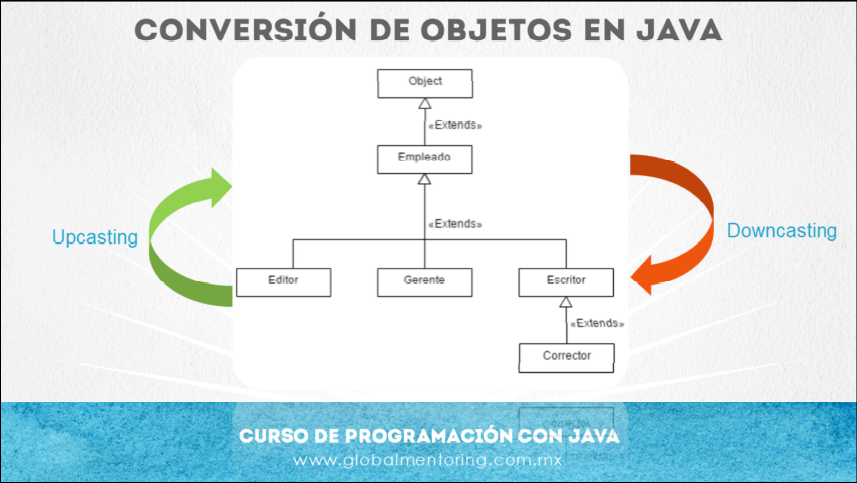 CONVERSIÓN DE OBJETOS EN JAVA
Object
«Extends»
Empleado
Upcasting
«Extends»
Downcasting
Editor
Gerente
Escritor
«Extends»
Corrector
CURSO DE PROGRAMACIÓN CON JAVA
www.globalmentoring.com.mx